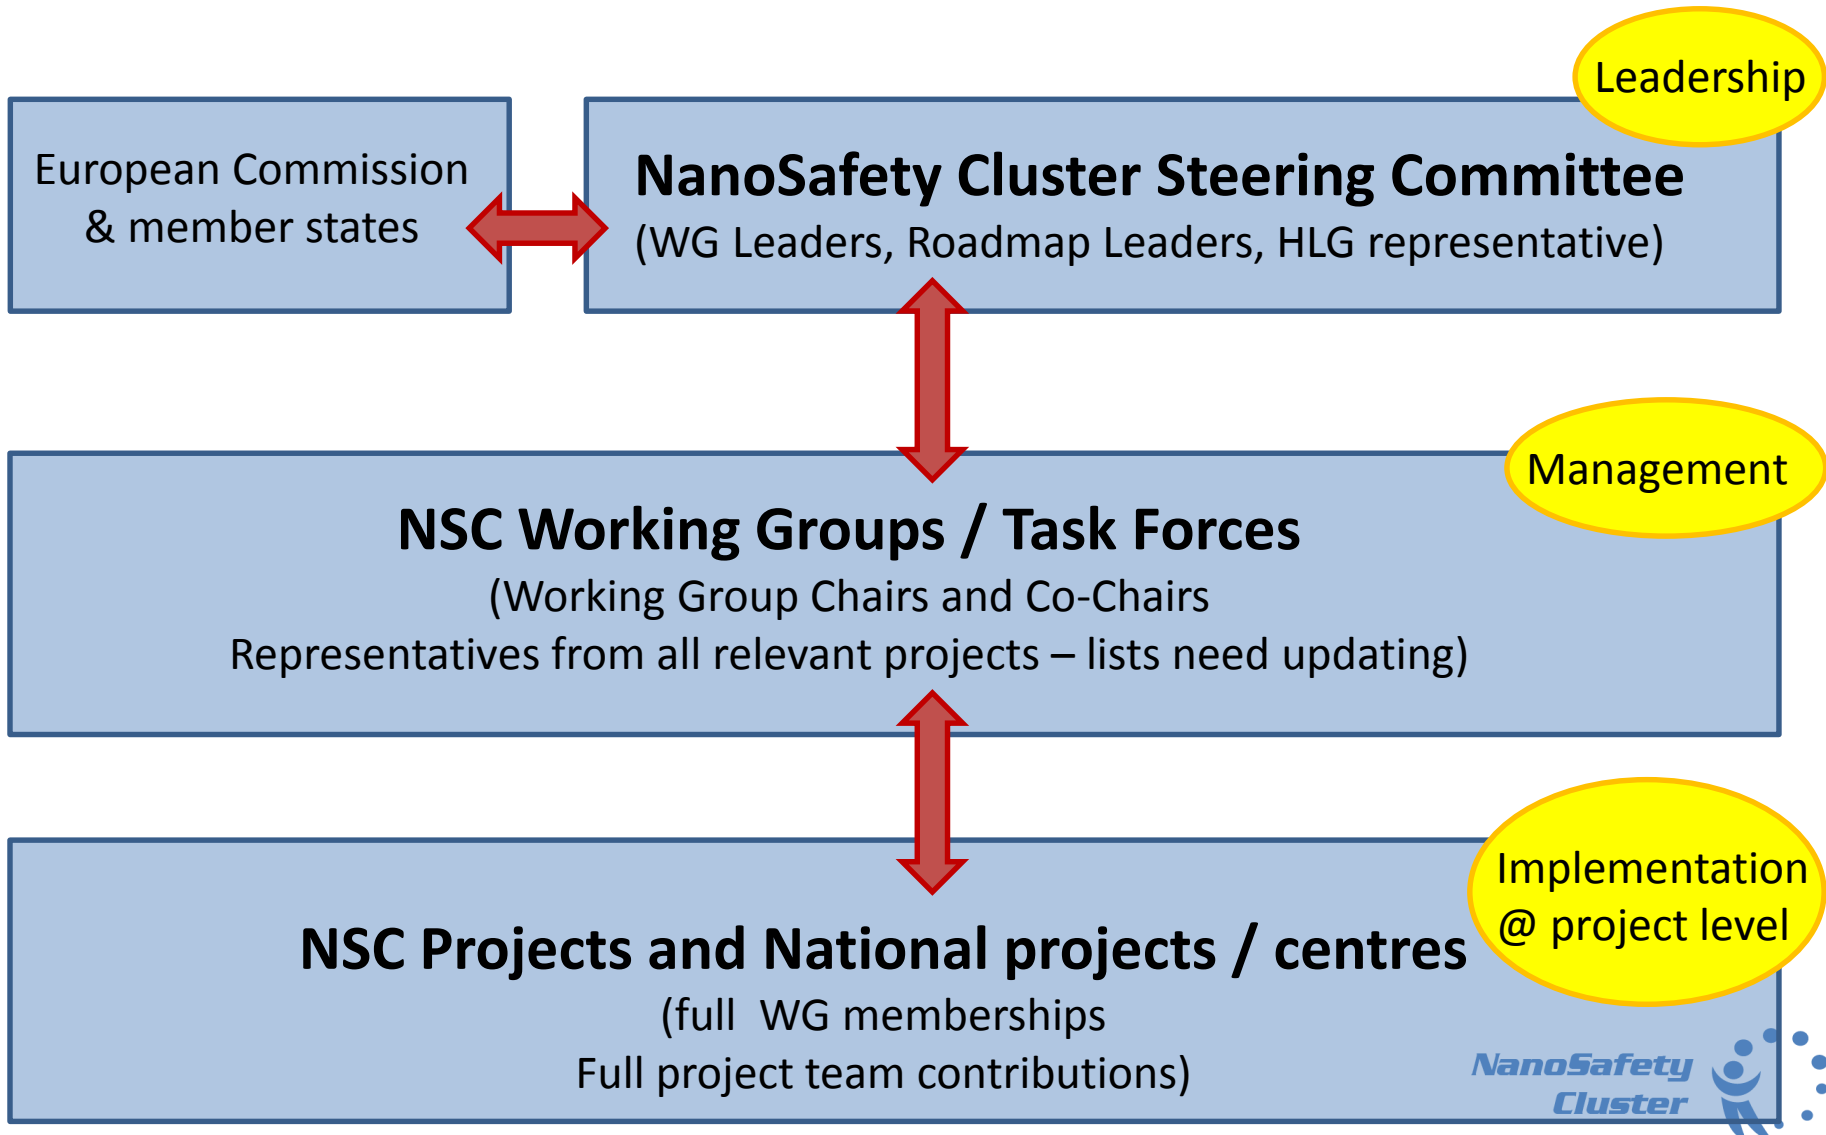 Leadership
European Commission
& member states
NanoSafety Cluster Steering Committee
(WG Leaders, Roadmap Leaders, HLG representative)
Management
NSC Working Groups / Task Forces
(Working Group Chairs and Co-Chairs
Representatives from all relevant projects – lists need updating)
Implementation
@ project level
NSC Projects and National projects / centres
(full  WG memberships
Full project team contributions)
NanoSafety
Cluster